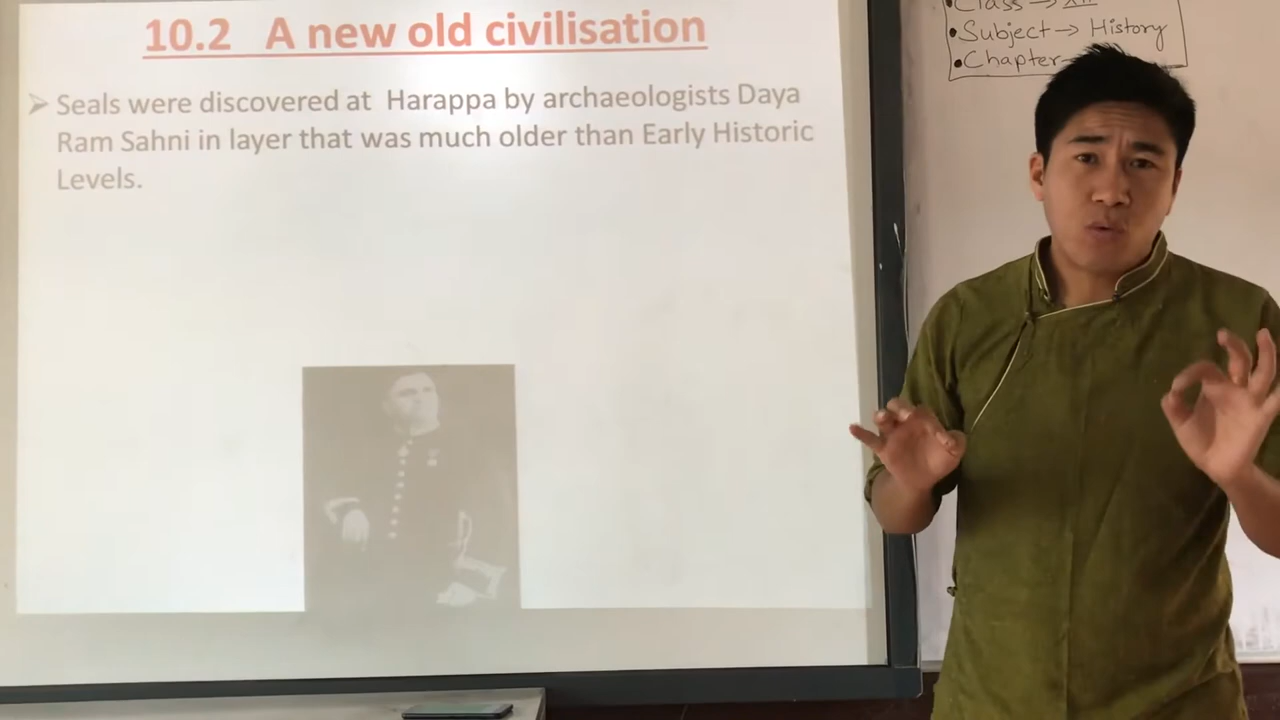 10.2 A new old civilisation
➢ Seals were discovered at Harappa by archaeologists Daya
Ram Sahni in layer that was much older than Early Historic
Levels.
•Class → XII
•Subject → History
•Chapter-